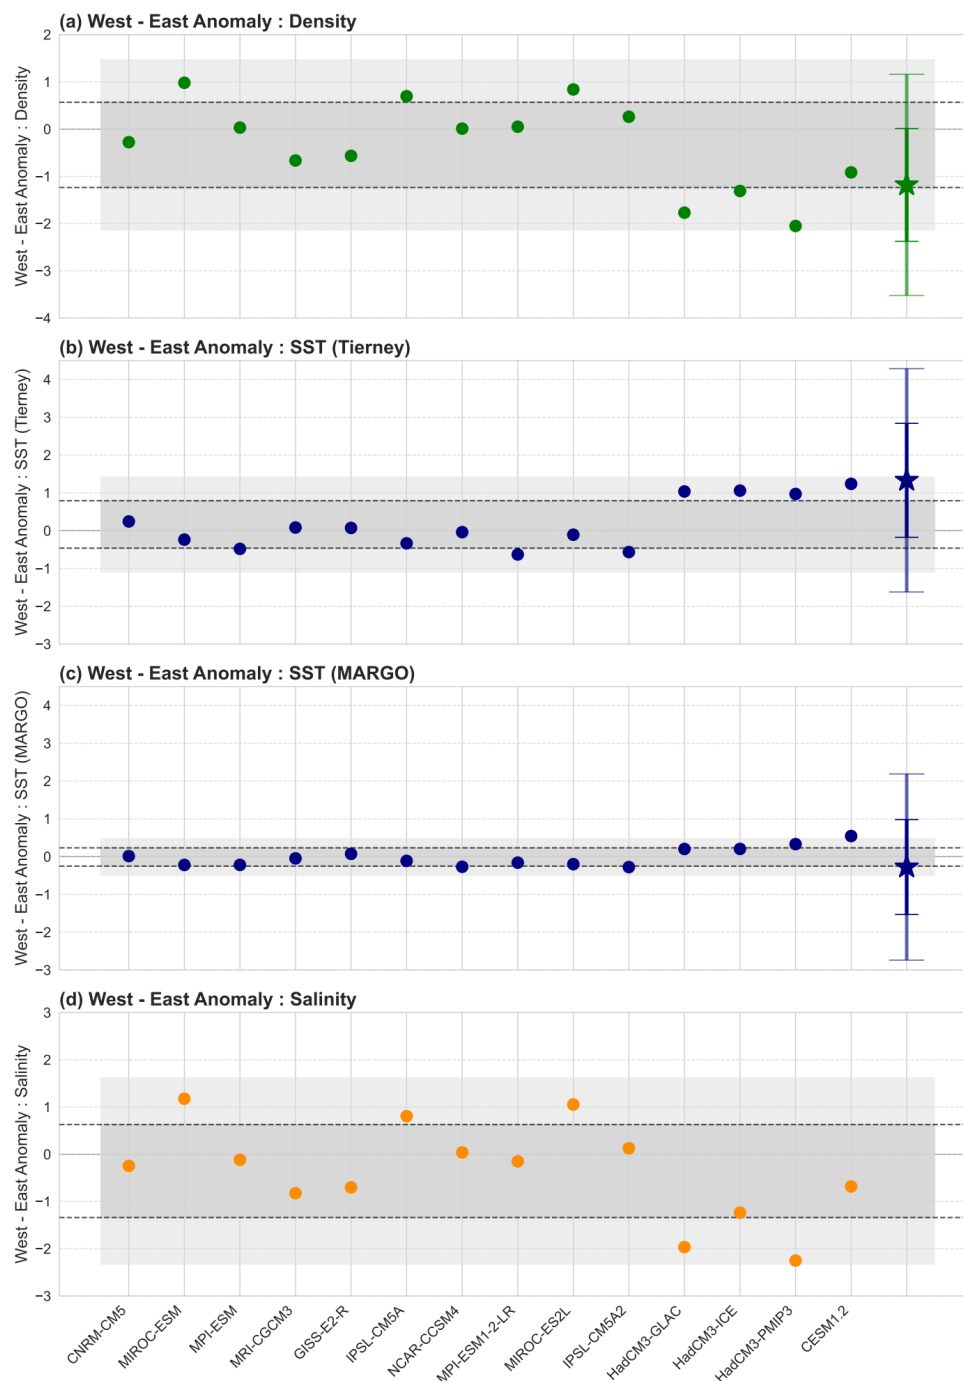 (a) West - East Anomaly : Density
West - East Anomaly : Density
2
1
0
−1
−2
−3
−4
(b) West - East Anomaly : SST (Tierney)
West - East Anomaly : SST (Tierney)
4
3
2
1
0
−1
−2
−3
(c) West - East Anomaly : SST (MARGO)
West - East Anomaly : SST (MARGO)
4
3
2
1
0
−1
−2
−3
(d) West - East Anomaly : Salinity
West - East Anomaly : Salinity
3
2
1
0
−1
−2
−3
CNRM-CM5
MIROC-ESM
MPI-ESM
MRI-CGCM3
GISS-E2-R
IPSL-CM5A
NCAR-CCSM4
MPI-ESM1-2-LR
MIROC-ES2L
IPSL-CM5A2
HadCM3-GLAC
HadCM3-ICE
HadCM3-PMIP3
CESM1.2